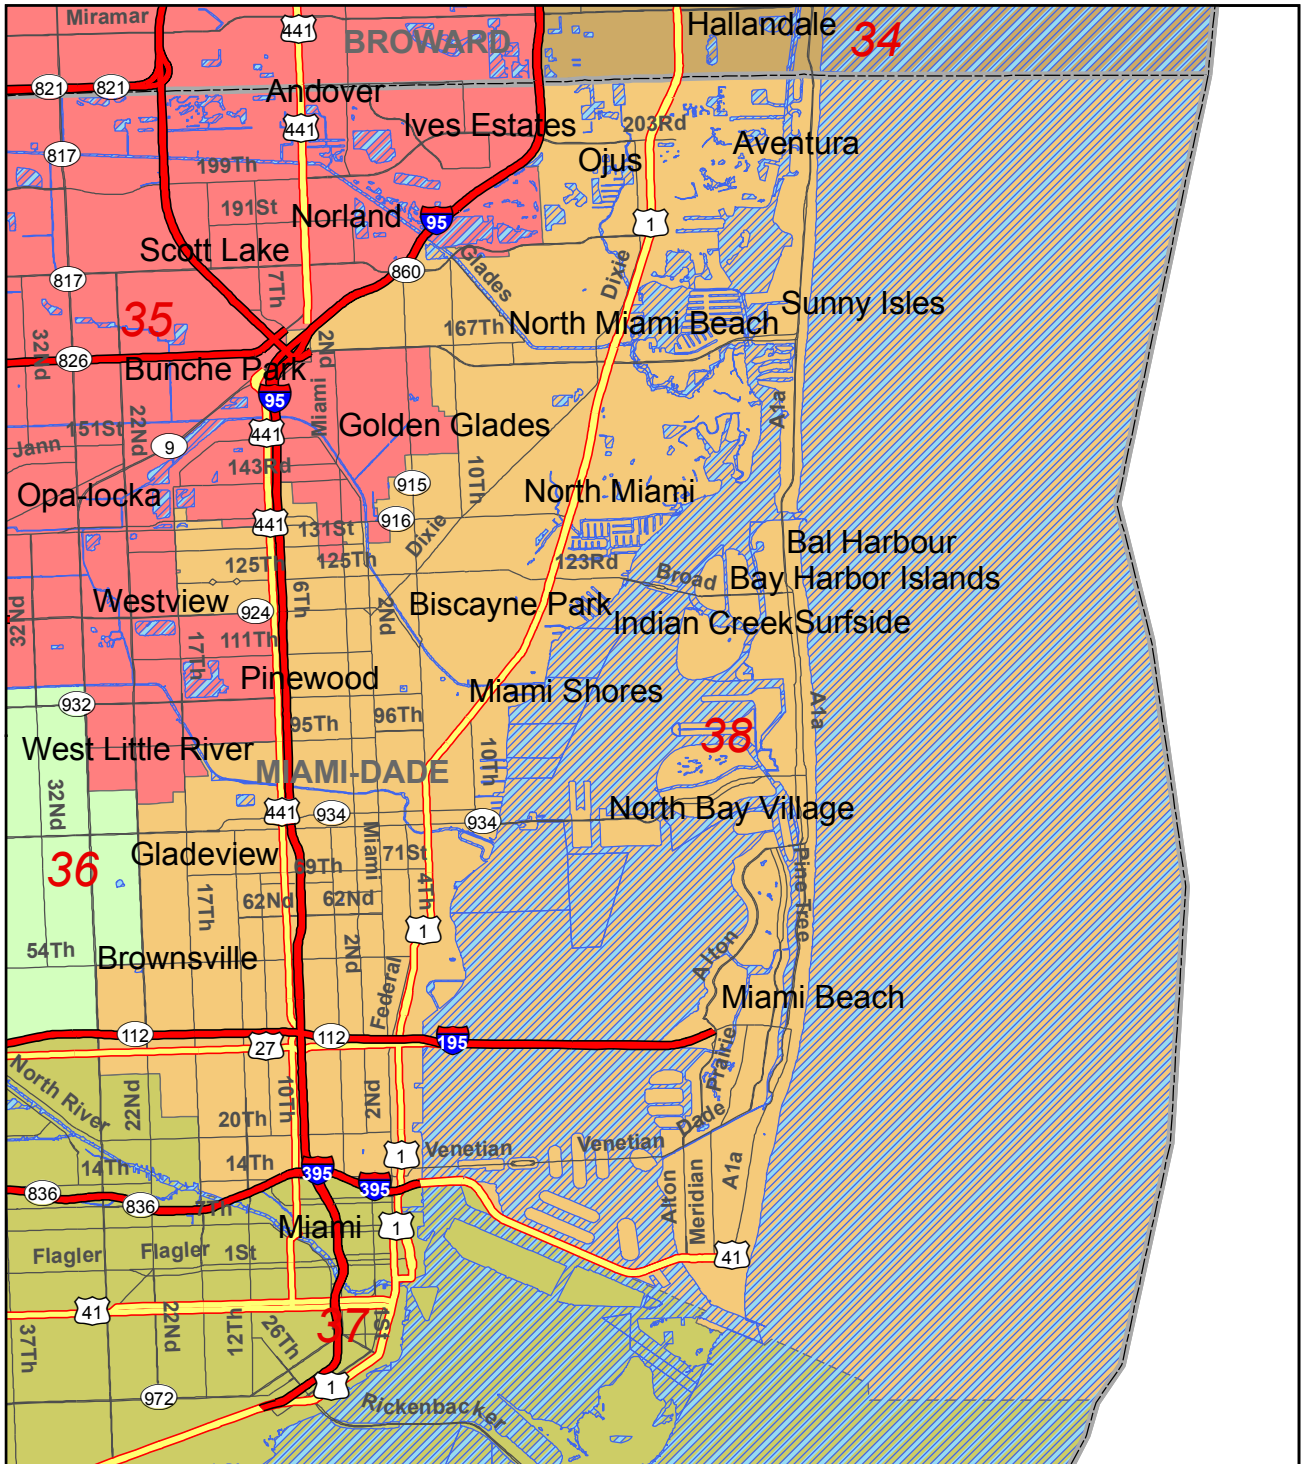 Miramar
441
BROWARD
Hallandale
34
821
821
Andover
441
Ives Estates
203Rd
Aventura
817
199Th
Ojus
191St
Norland
95
1
Scott Lake
817
7Th
860
Glades
Dixie
Sunny Isles
35
167Th
North Miami Beach
32Nd
826
2Nd
Bunche Park
95
Miami
A1a
22Nd
151St
441
Golden Glades
Jann
9
143Rd
10Th
915
Opa-locka
North Miami
441
131St
916
Dixie
125Th
125Th
123Rd
Bal Harbour
Broad
Bay Harbor Islands
32Nd
Westview
924
6Th
2Nd
Biscayne Park
Indian Creek
Surfside
17Th
111Th
Pinewood
Miami Shores
932
95Th
96Th
A1a
38
West Little River
MIAMI-DADE
10Th
32Nd
441
934
934
North Bay Village
36
Gladeview
Miami
71St
69Th
Pine Tree
17Th
62Nd
62Nd
4Th
1
54Th
Brownsville
2Nd
Alton
Federal
Miami Beach
112
27
112
195
Prairie
North River
22Nd
10Th
20Th
2Nd
Dade
14Th
14Th
1
Venetian
Venetian
395
395
A1a
836
836
7Th
Alton
Meridian
Miami
1
Flagler
Flagler
1St
41
41
37Th
22Nd
12Th
26Th
37
1St
972
1
Rickenbacker